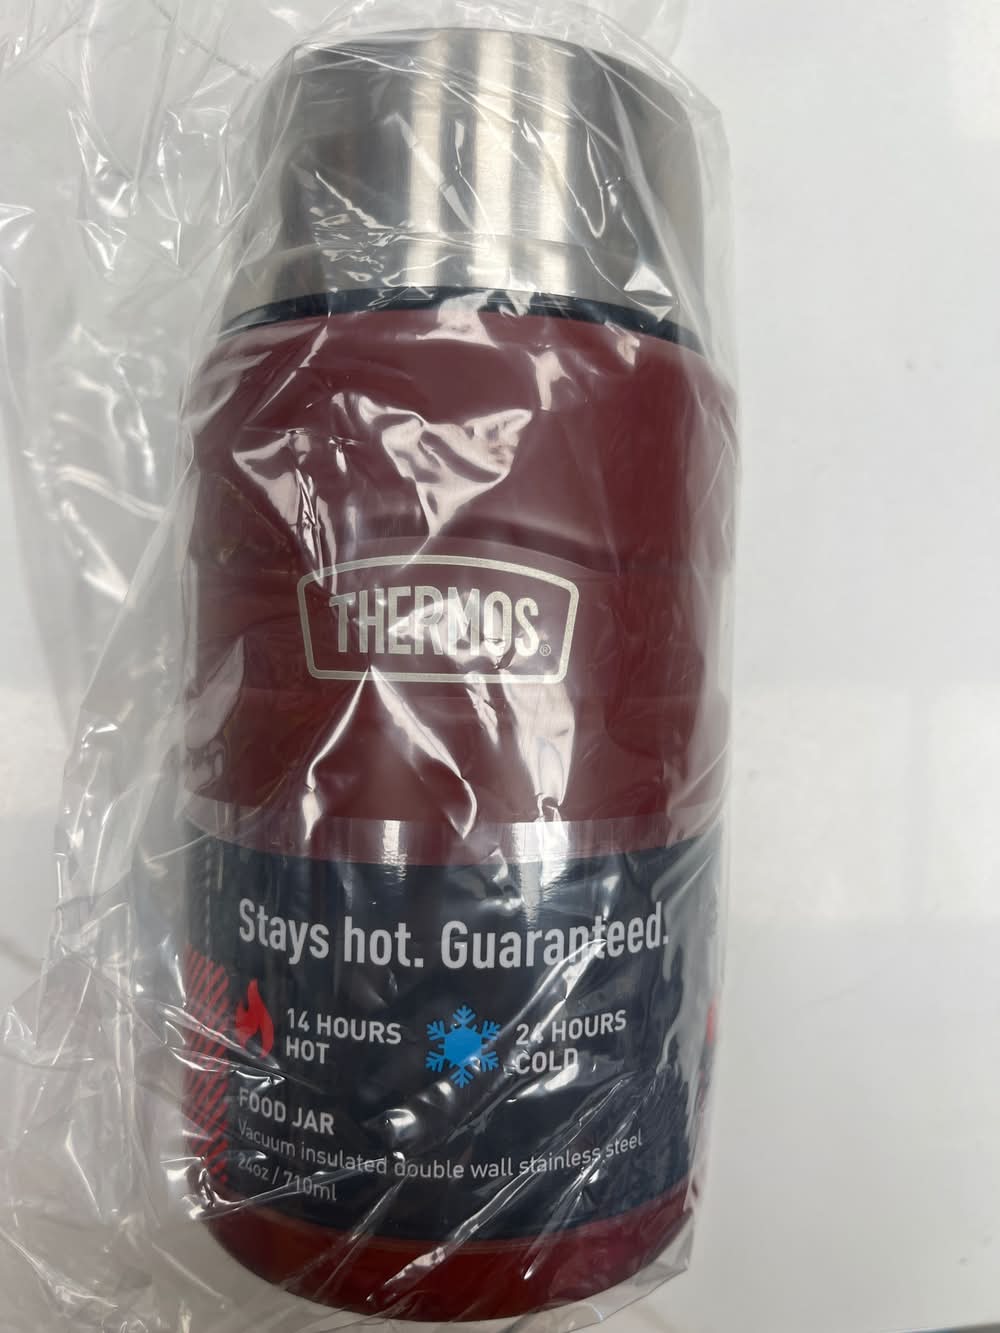 THERMOS®
Stays hot. Guaranteed.
14 HOURS
HOT
24 HOURS
COLD
FOOD JAR
Vacuum insulated double wall stainless steel
24oz / 710ml